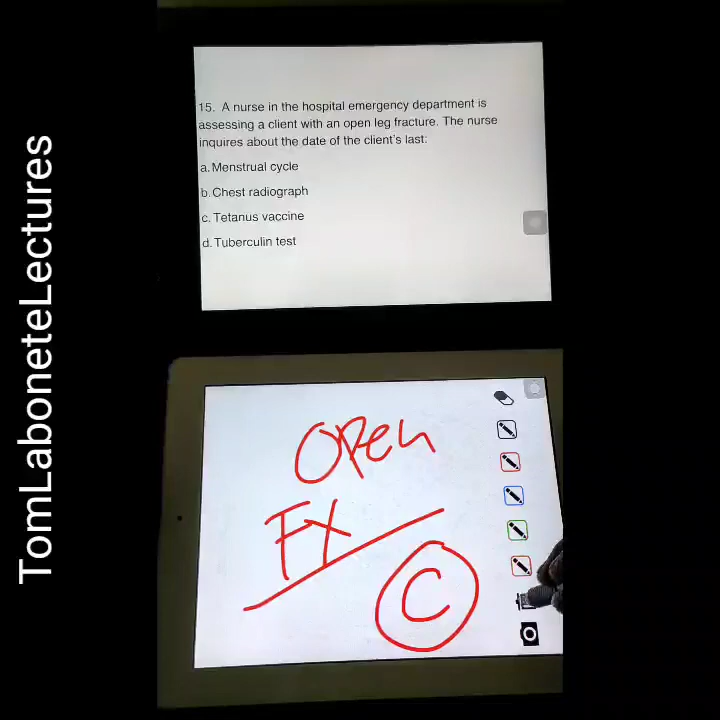 TomLaboneteLectures
15. A nurse in the hospital emergency department is
assessing a client with an open leg fracture. The nurse
inquires about the date of the client's last:
a. Menstrual cycle
b. Chest radiograph
c. Tetanus vaccine
d. Tuberculin test
Open
FX
C